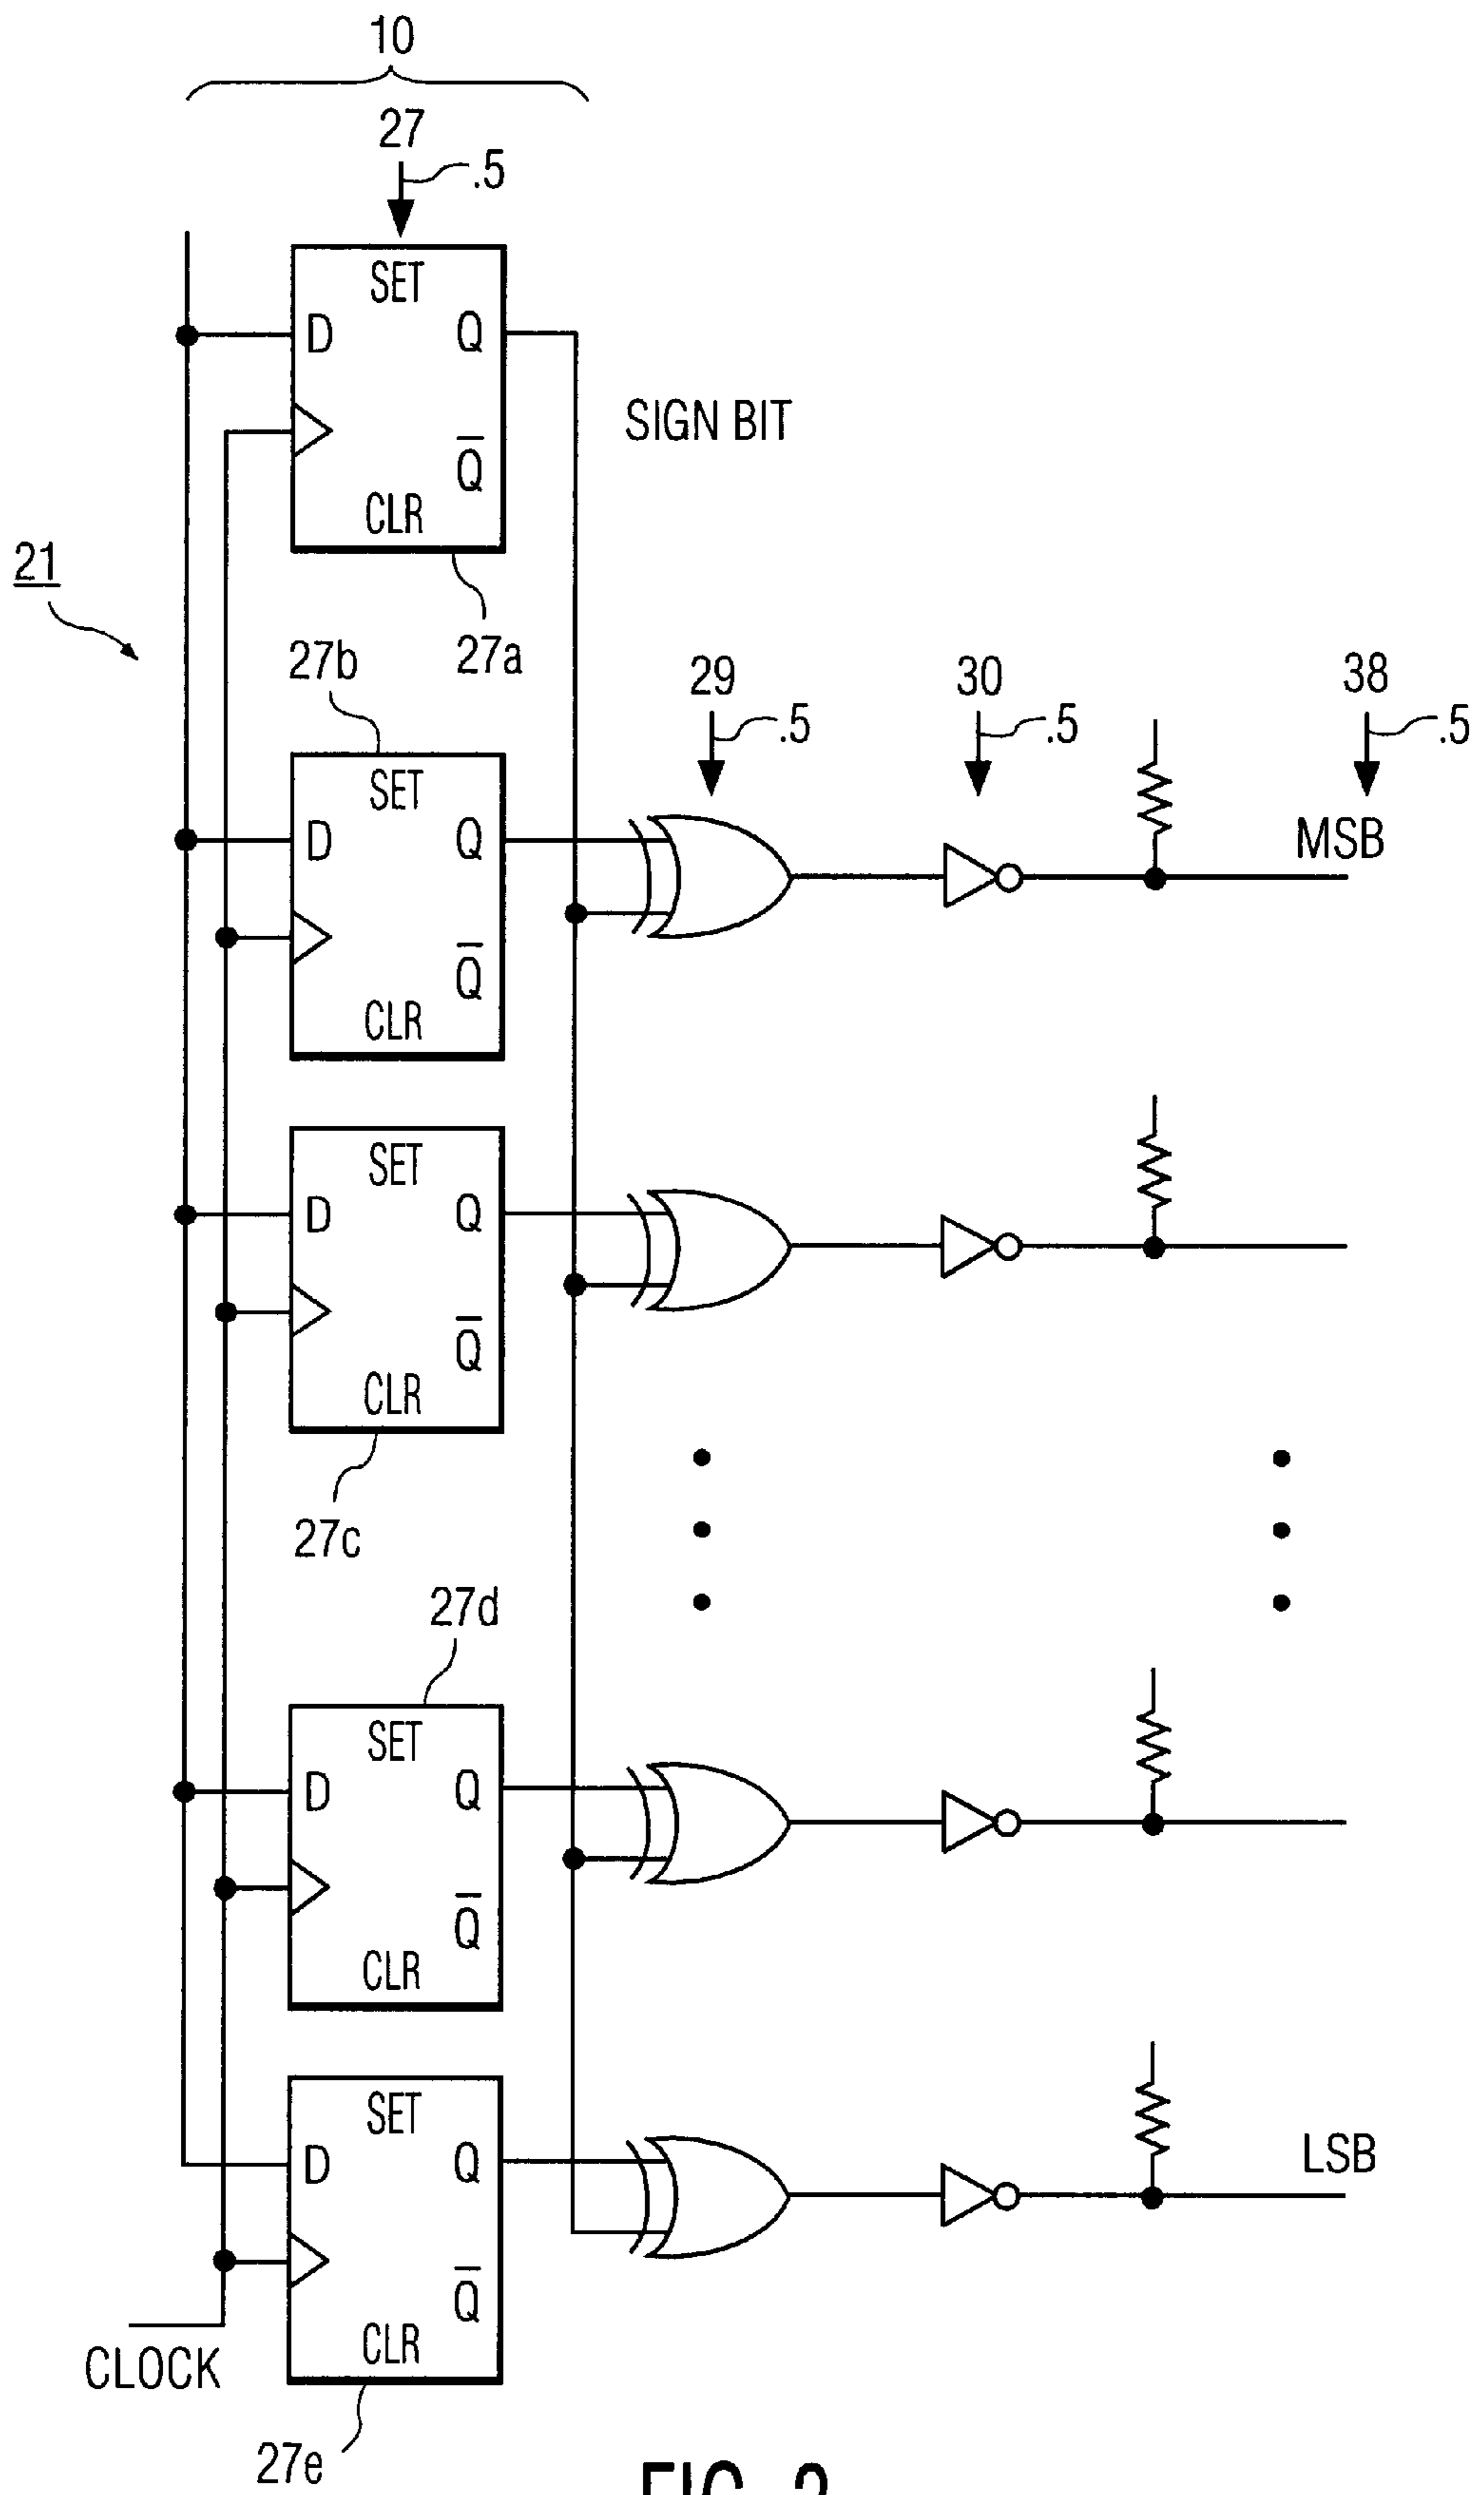 10
27
.5
SET
D Q
SIGN BIT
Q
CLR
21
27b 27a 29 30 38
.5 .5 .5
SET
D Q
MSB
Q
CLR
SET
D Q
Q
CLR
27c
27d
SET
D Q
Q
CLR
SET
D Q
LSB
Q
CLR
CLOCK
27e